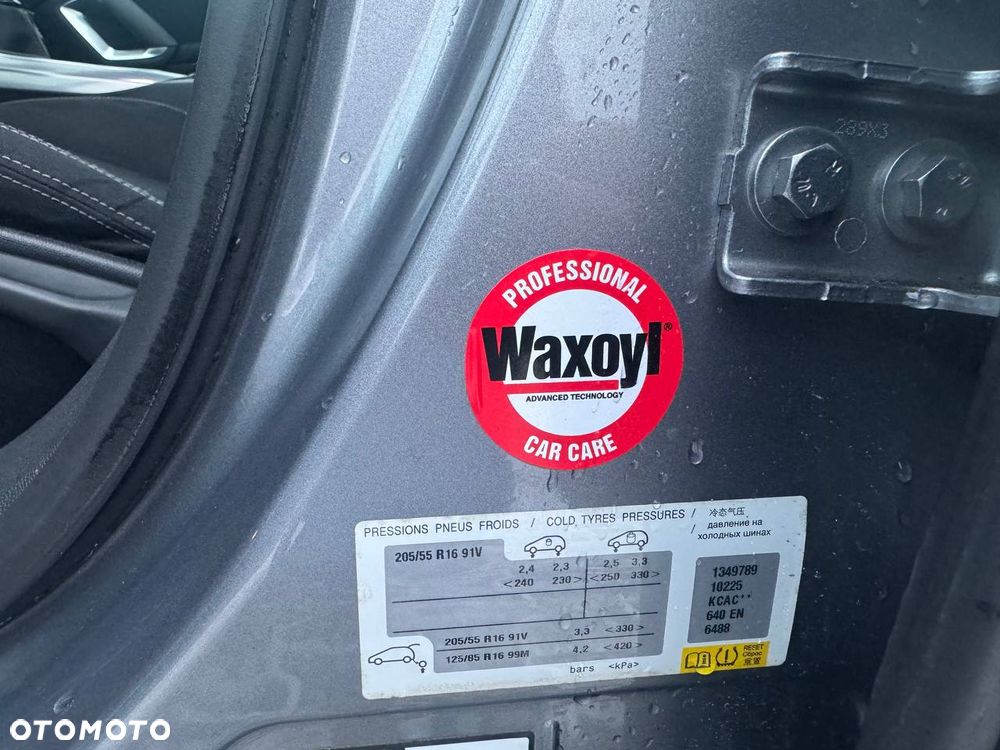 289X3
PROFESSIONAL
Waxoyl®
ADVANCED TECHNOLOGY
CAR CARE
PRESSIONS PNEUS FROIDS / COLD TYRES PRESSURES / 冷态气压 / давление на холодных шинах
205/55 R16 91V
2,4 2,3 2,5 3,3
<240 230> <250 330>
205/55 R16 91V 3,3 <330>
125/85 R16 99M 4,2 <420>
bars <kPa>
1349789
10225
KCAC**
640 EN
6488
RESET
Сброс
重置
OTOMOTO